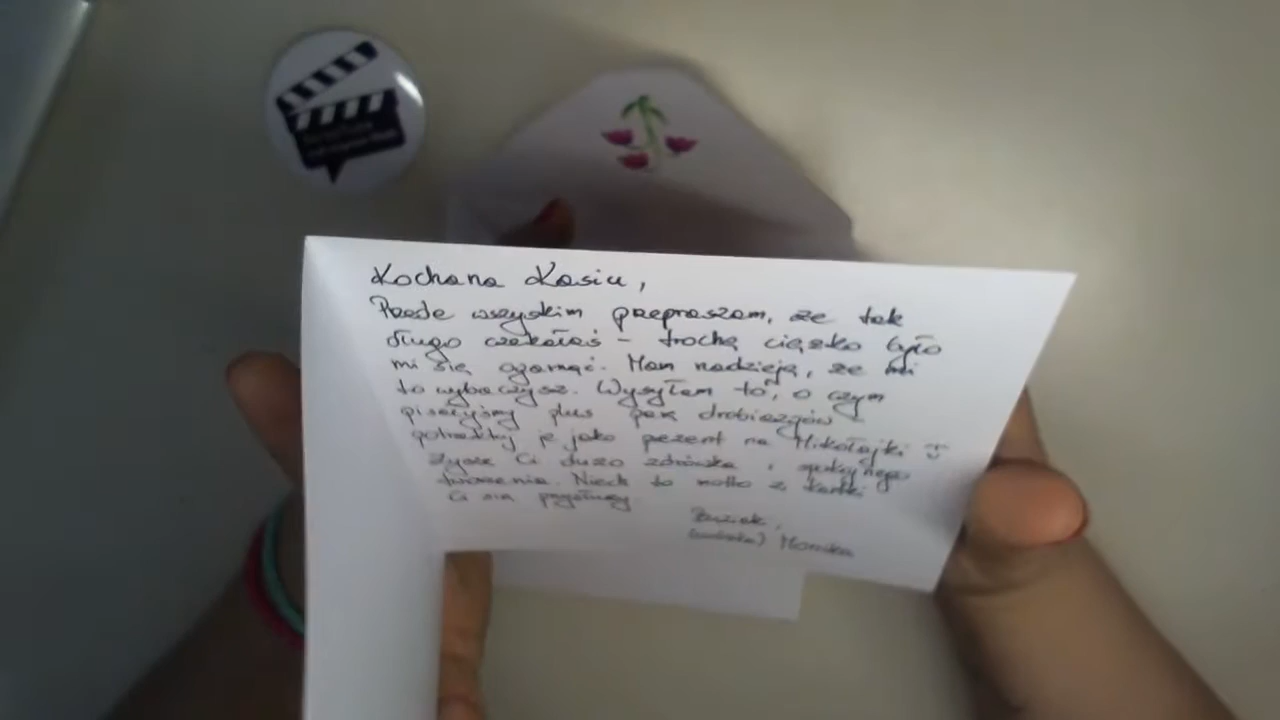 Kochana Kasiu,
Przede wszystkim przepraszam, że tak
długo czekałaś – trochę ciężko było
mi się ogarnąć. Mam nadzieję, że mi
to wybaczysz. Wysyłam to, o czym
pisałyśmy plus parę drobiazgów –
potraktuj je jako prezent na Mikołajki :)
Życzę Ci dużo zdrówka i spokojnego
tworzenia. Niech to motto z kartki
Ci się przysłuży
Buziak,
Monika